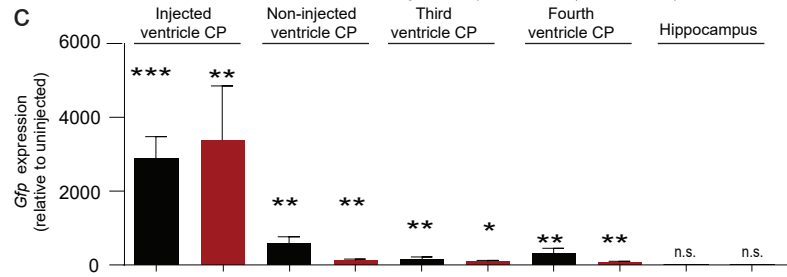 C
Injected
ventricle CP
Non-injected
ventricle CP
Third
ventricle CP
Fourth
ventricle CP
Hippocampus
Gfp expression
(relative to uninjected)
6000
4000
2000
0
*** ** ** ** ** * ** ** n.s. n.s.